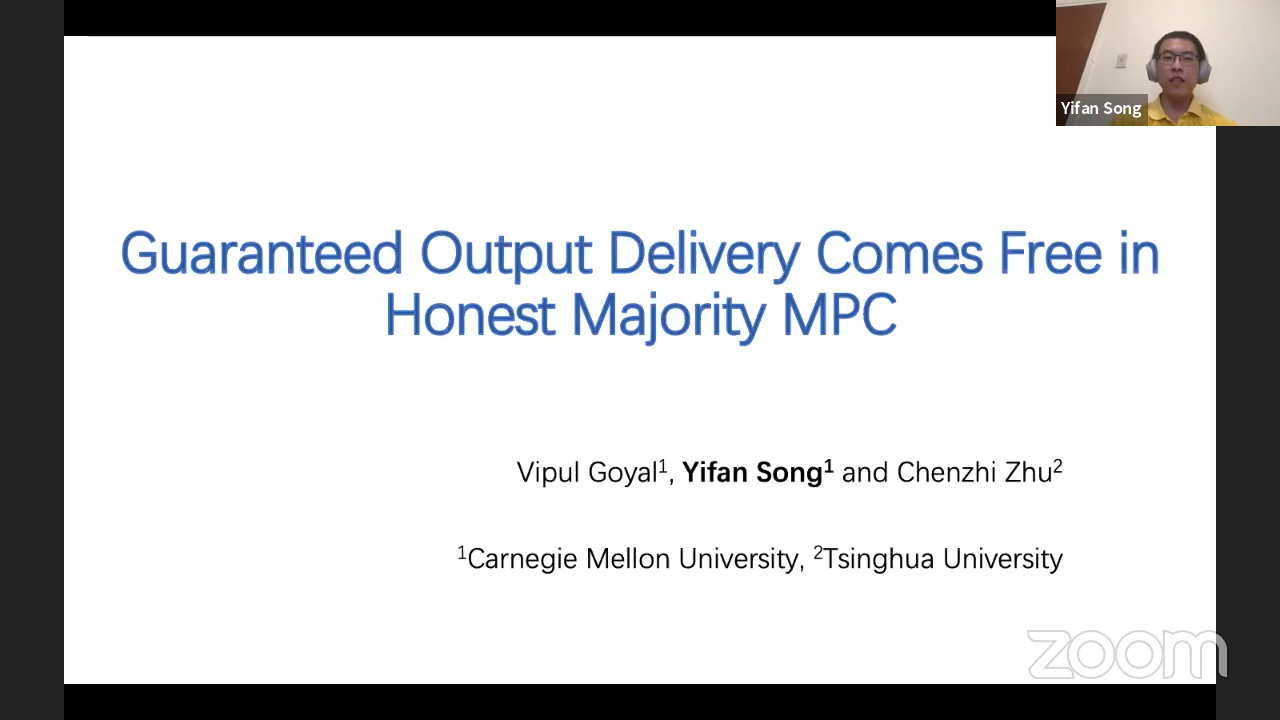 Yifan Song
Guaranteed Output Delivery Comes Free in
Honest Majority MPC
Vipul Goyal¹, Yifan Song¹ and Chenzhi Zhu²
¹Carnegie Mellon University, ²Tsinghua University
zoom